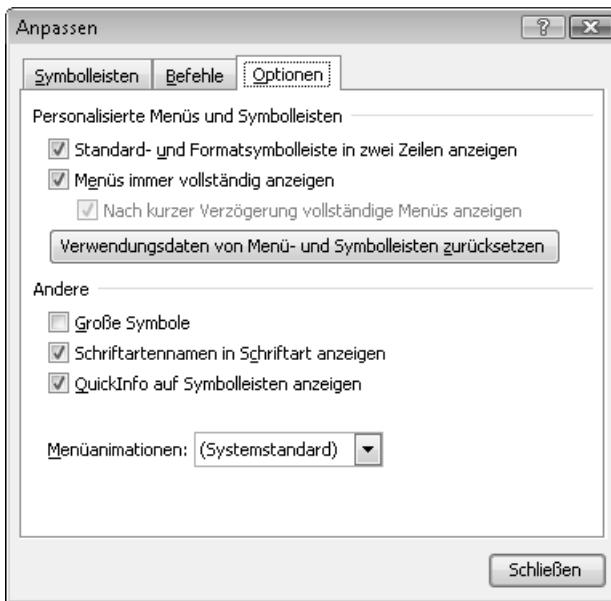 Anpassen
Symbolleisten Befehle Optionen
Personalisierte Menüs und Symbolleisten
Standard- und Formatsymbolleiste in zwei Zeilen anzeigen
Menüs immer vollständig anzeigen
Nach kurzer Verzögerung vollständige Menüs anzeigen
Verwendungsdaten von Menü- und Symbolleisten zurücksetzen
Andere
Große Symbole
Schriftartennamen in Schriftart anzeigen
QuickInfo auf Symbolleisten anzeigen
Menüanimationen: (Systemstandard)
Schließen